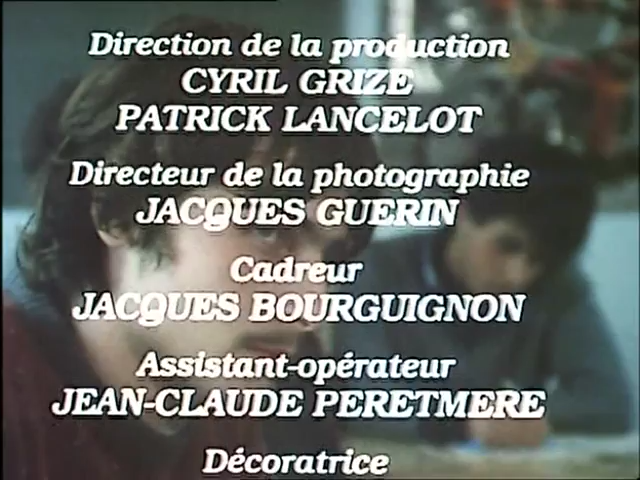 Direction de la production
CYRIL GRIZE
PATRICK LANCELOT
Directeur de la photographie
JACQUES GUERIN
Cadreur
JACQUES BOURGUIGNON
Assistant-opérateur
JEAN-CLAUDE PERETMERE
Décoratrice